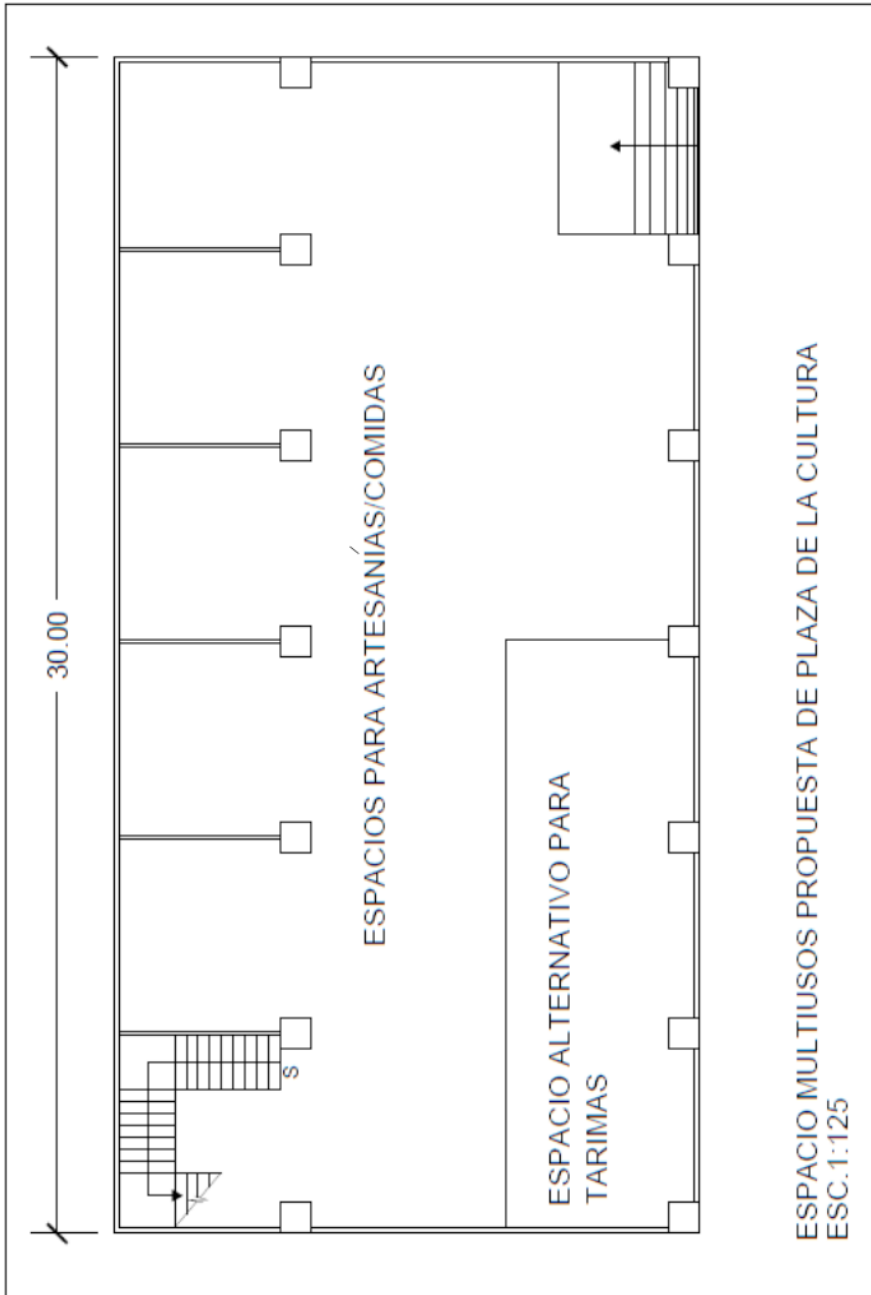 30.00
ESPACIOS PARA ARTESANÍAS/COMIDAS
S
ESPACIO ALTERNATIVO PARA
TARIMAS
ESPACIO MULTIUSOS PROPUESTA DE PLAZA DE LA CULTURA
ESC.1:125